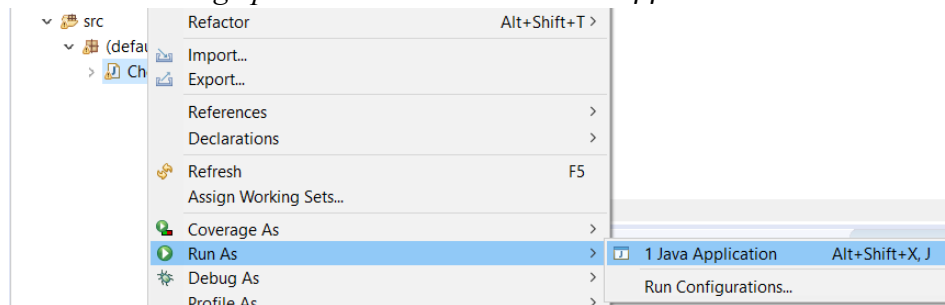 src
Refactor Alt+Shift+T >
(defau
Import...
Ch
Export...
References >
Declarations >
Refresh F5
Assign Working Sets...
Coverage As >
Run As >
1 Java Application Alt+Shift+X, J
Debug As >
Run Configurations...
Profile As >